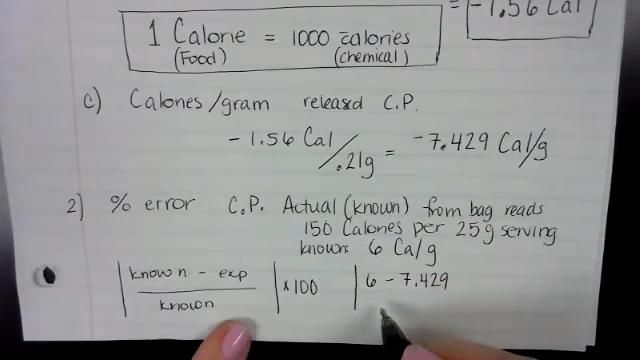 = -1.56 Cal
1 Calorie = 1000 calories
(Food) (chemical)
c) Calories/gram released C.P.
-1.56 Cal/.21g = -7.429 Cal/g
2) % error C.P. Actual (known) from bag reads
150 Calories per 25g serving
known: 6 Cal/g
|known - exp / known| x100 |6 - 7.429